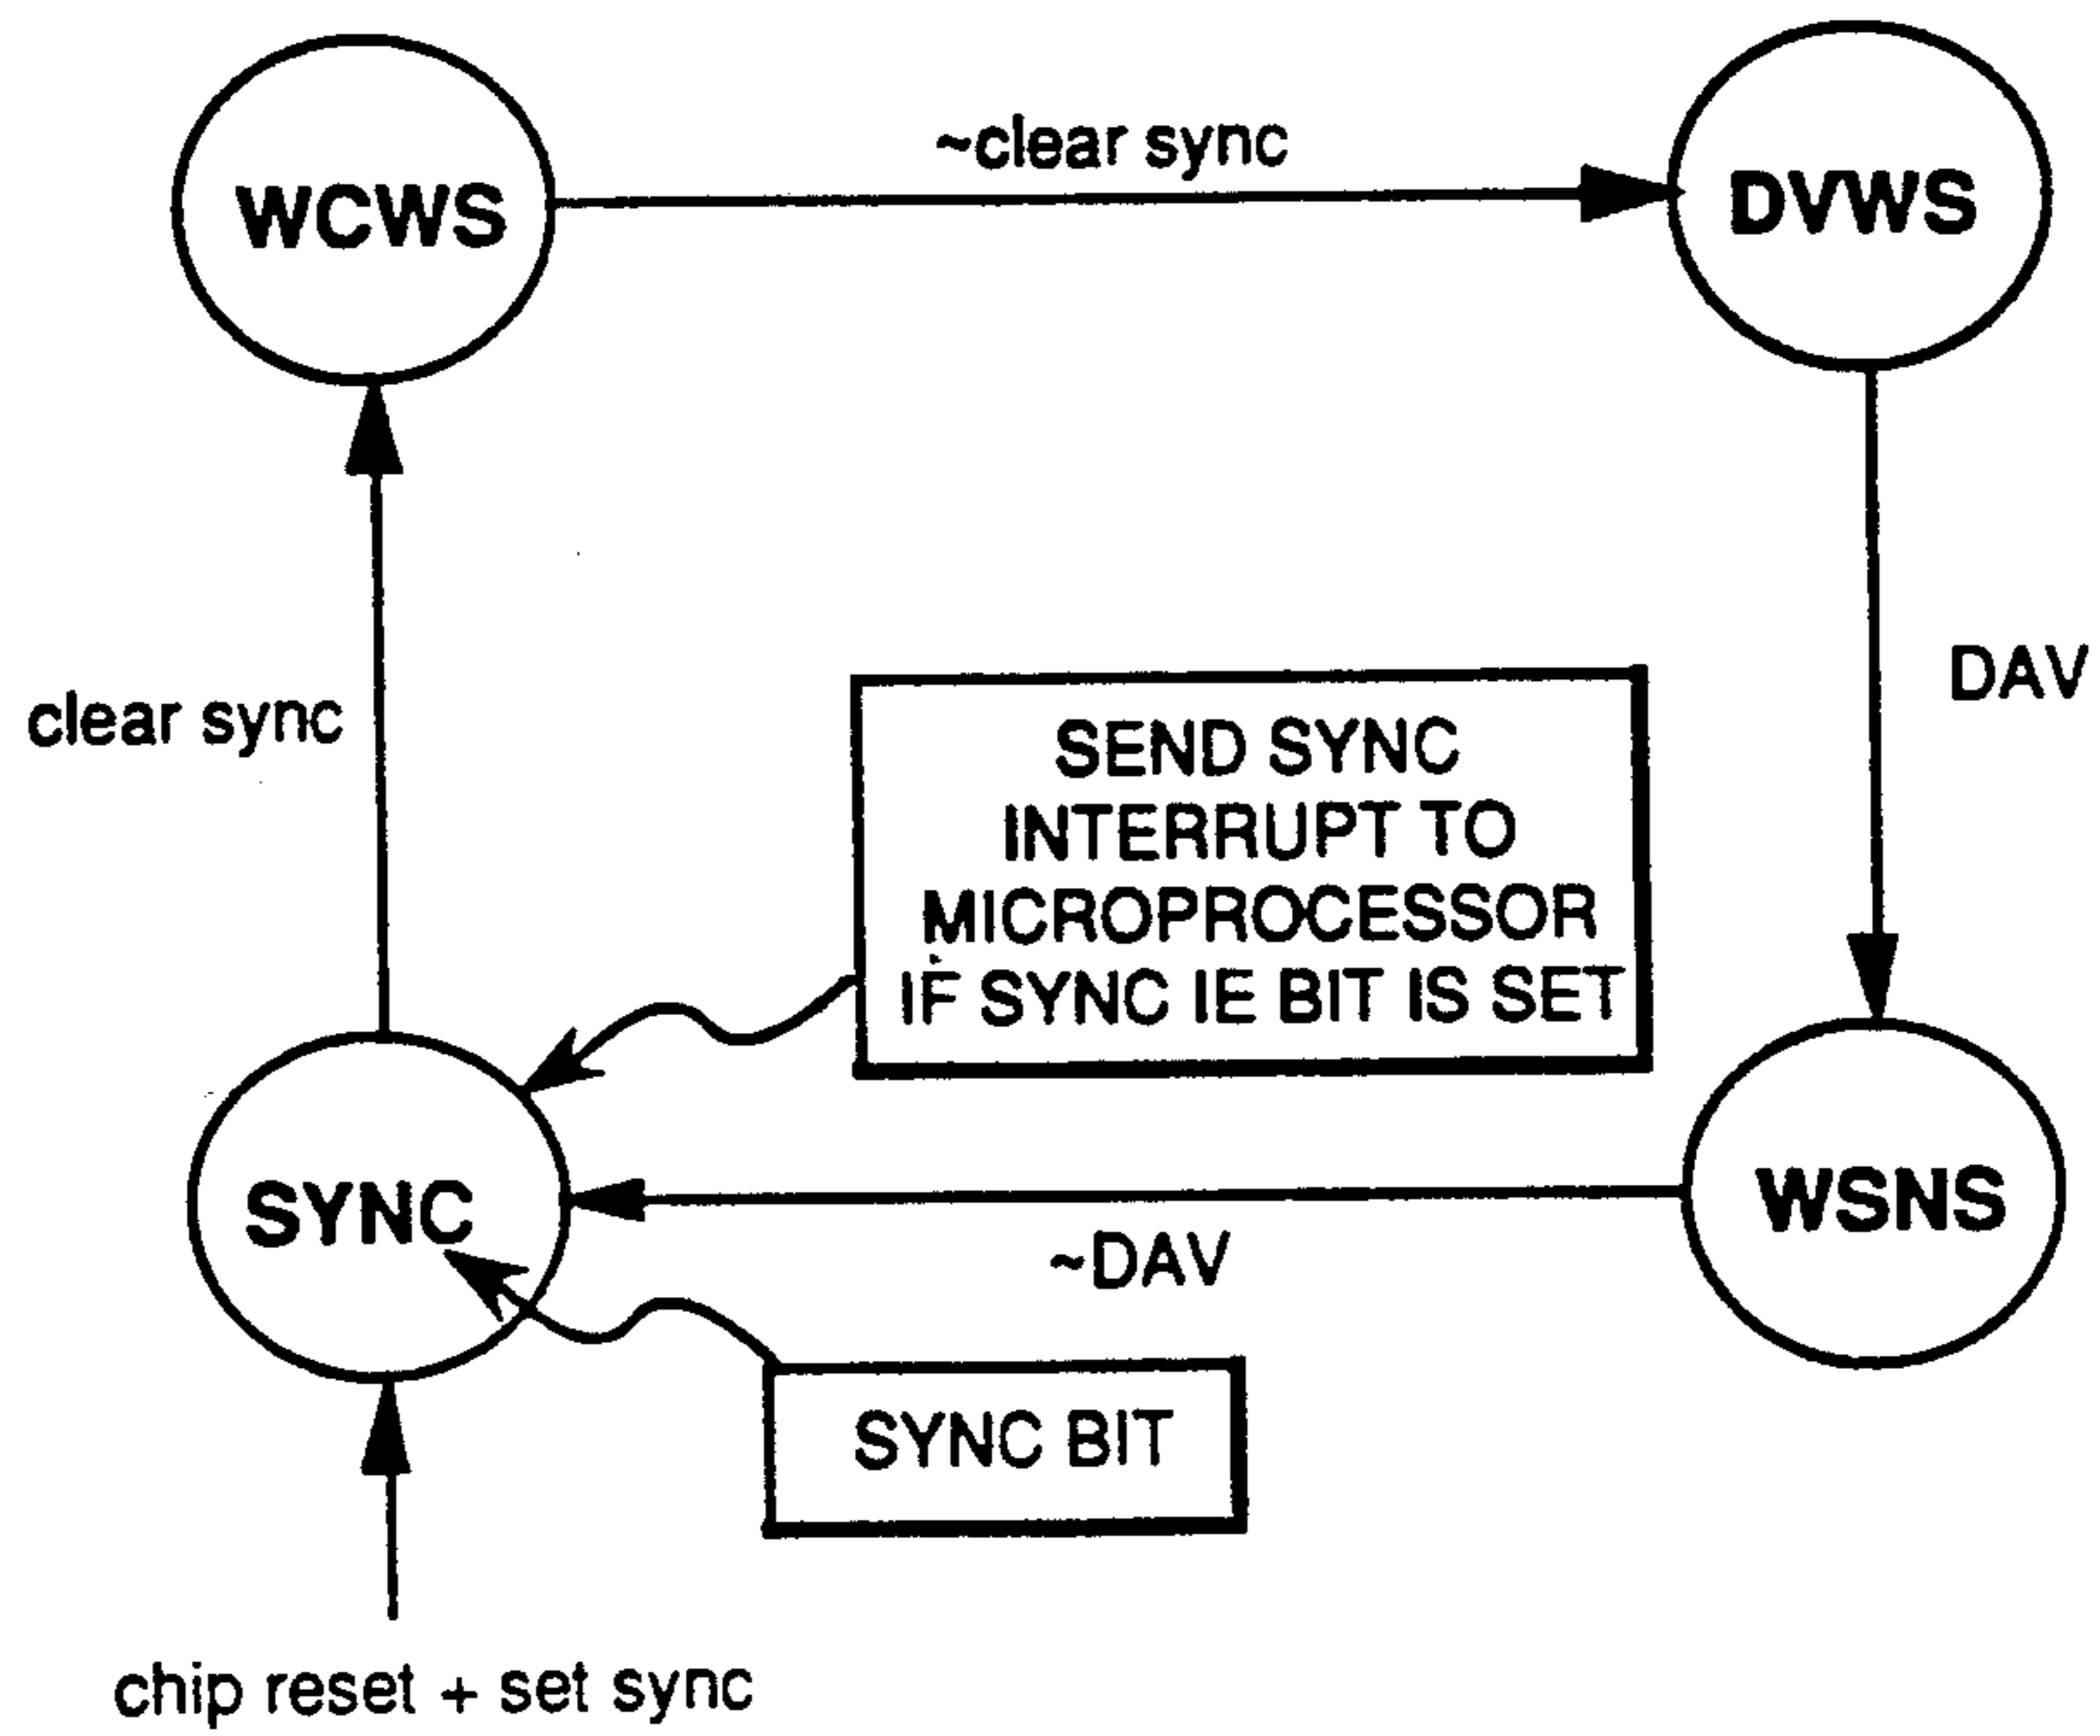 ~clear sync
WCWS
DVWS
DAV
clear sync
SEND SYNC
INTERRUPT TO
MICROPROCESSOR
IF SYNC IE BIT IS SET
SYNC
WSNS
~DAV
SYNC BIT
chip reset + set sync